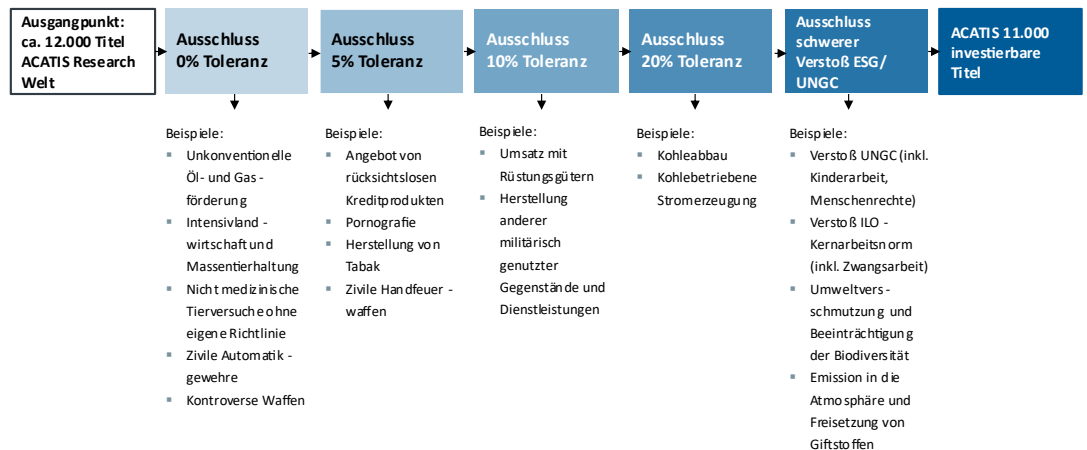 Ausgangpunkt:
ca. 12.000 Titel
ACATIS Research
Welt
Ausschluss
0% Toleranz
Ausschluss
5% Toleranz
Ausschluss
10% Toleranz
Ausschluss
20% Toleranz
Ausschluss
schwerer
Verstoß ESG/
UNGC
ACATIS 11.000
investierbare
Titel
Beispiele:
▪ Unkonventionelle
Öl- und Gas -
förderung
▪ Intensivland -
wirtschaft und
Massentierhaltung
▪ Nicht medizinische
Tierversuche ohne
eigene Richtlinie
▪ Zivile Automatik -
gewehre
▪ Kontroverse Waffen
Beispiele:
▪ Angebot von
rücksichtslosen
Kreditprodukten
▪ Pornografie
▪ Herstellung von
Tabak
▪ Zivile Handfeuer -
waffen
Beispiele:
▪ Umsatz mit
Rüstungsgütern
▪ Herstellung
anderer
militärisch
genutzter
Gegenstände und
Dienstleistungen
Beispiele:
▪ Kohleabbau
▪ Kohlebetriebene
Stromerzeugung
Beispiele:
▪ Verstoß UNGC (inkl.
Kinderarbeit,
Menschenrechte)
▪ Verstoß ILO -
Kernarbeitsnorm
(inkl. Zwangsarbeit)
▪ Umweltvers-
schmutzung und
Beeinträchtigung
der Biodiversität
▪ Emission in die
Atmosphäre und
Freisetzung von
Giftstoffen